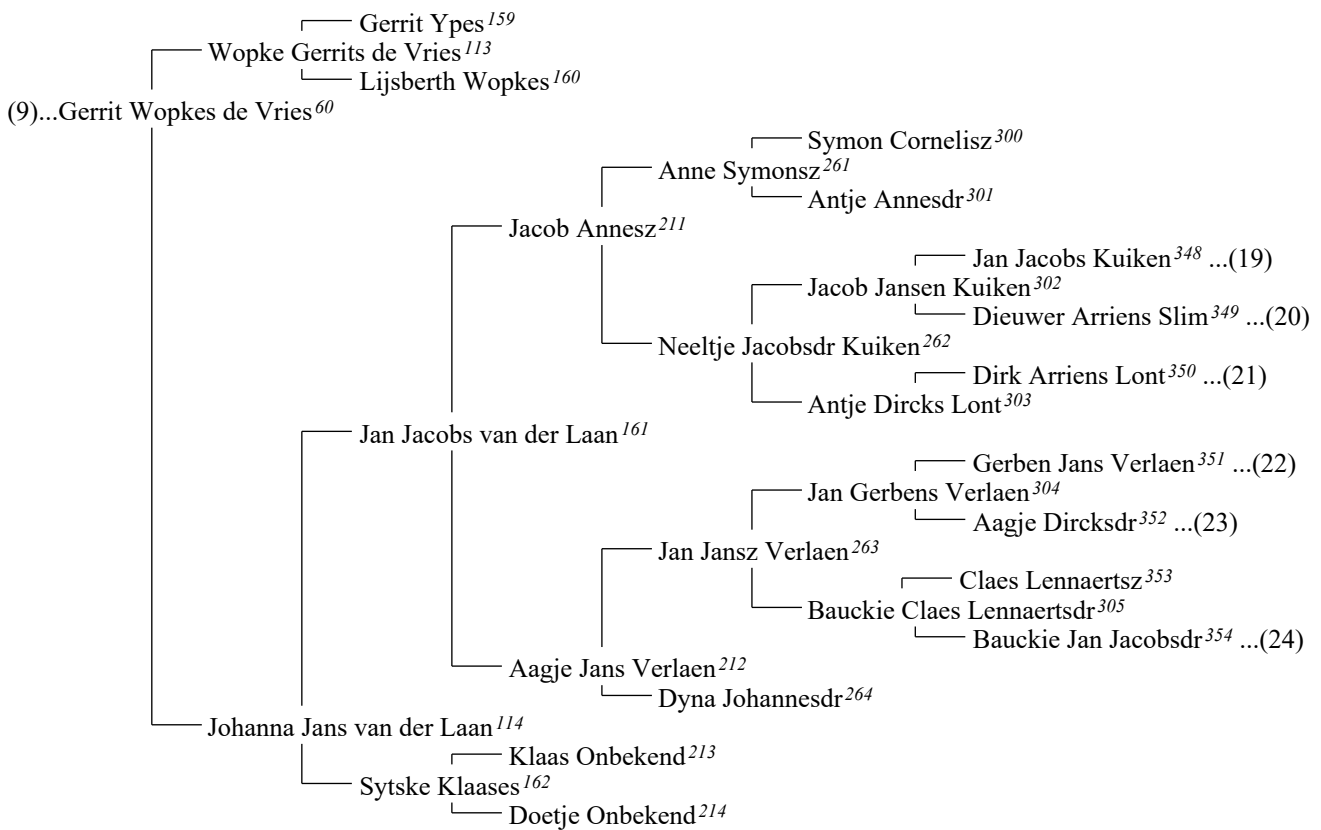 Gerrit Ypes159
Wopke Gerrits de Vries113
Lijsberth Wopkes160
(9)...Gerrit Wopkes de Vries60
Symon Cornelisz300
Anne Symonsz261
Antje Annesdr301
Jacob Annesz211
Jan Jacobs Kuiken348 ...(19)
Jacob Jansen Kuiken302
Dieuwer Arriens Slim349 ...(20)
Neeltje Jacobsdr Kuiken262
Dirk Arriens Lont350 ...(21)
Antje Dircks Lont303
Jan Jacobs van der Laan161
Gerben Jans Verlaen351 ...(22)
Jan Gerbens Verlaen304
Aagje Dircksdr352 ...(23)
Jan Jansz Verlaen263
Claes Lennaertsz353
Bauckie Claes Lennaertsdr305
Bauckie Jan Jacobsdr354 ...(24)
Aagje Jans Verlaen212
Dyna Johannesdr264
Johanna Jans van der Laan114
Klaas Onbekend213
Sytske Klaases162
Doetje Onbekend214